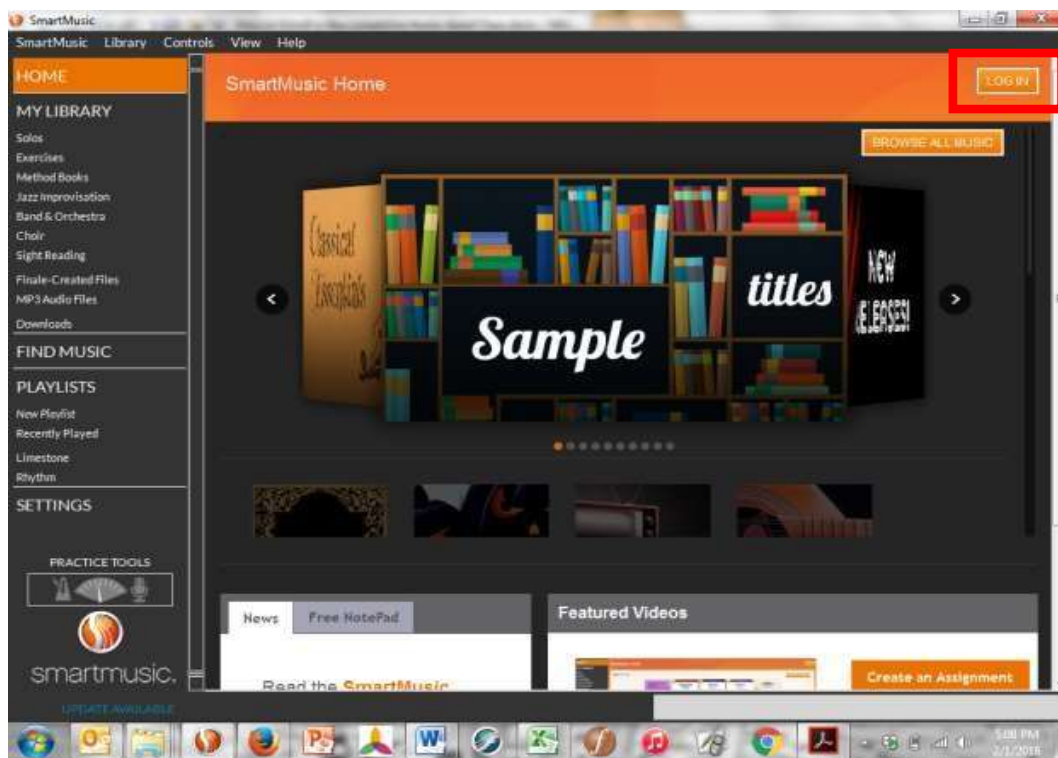 SmartMusic
SmartMusic Library Controls View Help
HOME
MY LIBRARY
Solos
Exercises
Method Books
Jazz Improvisation
Band & Orchestra
Choir
Sight Reading
Finale-Created Files
MP3 Audio Files
Downloads
FIND MUSIC
PLAYLISTS
New Playlist
Recently Played
Limestone
Rhythm
SETTINGS
PRACTICE TOOLS
smartmusic.
UPDATE AVAILABLE
SmartMusic Home
LOG IN
BROWSE ALL MUSIC
Classical
Essentials
Sample
titles
NEW
RELEASES!
News
Free NotePad
Read the SmartMusic
Featured Videos
Create an Assignment
5:08 PM
2/1/2016